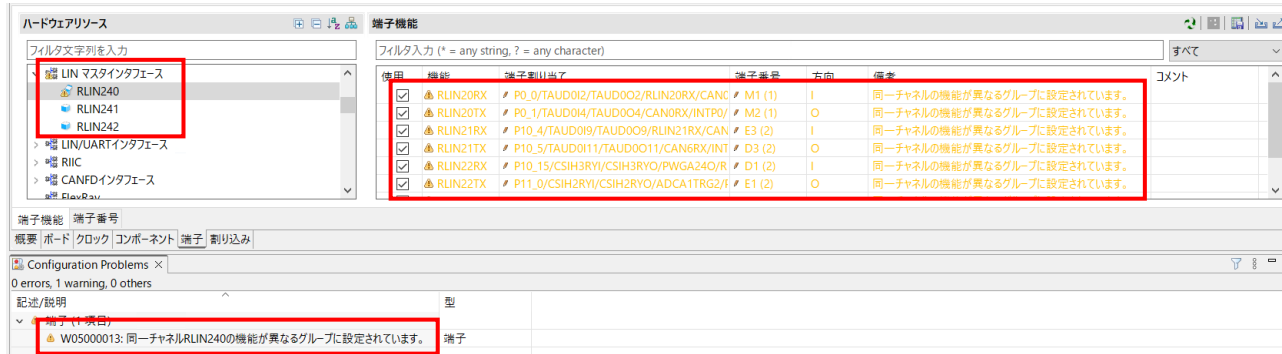 ハードウェアリソース
端子機能
フィルタ文字列を入力
フィルタ入力 (* = any string, ? = any character)
すべて
LIN マスタインタフェース
RLIN240
RLIN241
RLIN242
LIN/UARTインタフェース
RIIC
CANFDインタフェース
FlexRay
使用 機能 端子割り当て 端子番号 方向 備考 コメント
RLIN20RX P0_0/TAUD0I2/TAUD0O2/RLIN20RX/CAN0 M1 (1) I 同一チャネルの機能が異なるグループに設定されています。
RLIN20TX P0_1/TAUD0I4/TAUD0O4/CAN0RX/INTP0/ M2 (1) O 同一チャネルの機能が異なるグループに設定されています。
RLIN21RX P10_4/TAUD0I9/TAUD0O9/RLIN21RX/CAN E3 (2) I 同一チャネルの機能が異なるグループに設定されています。
RLIN21TX P10_5/TAUD0I11/TAUD0O11/CAN6RX/INT D3 (2) O 同一チャネルの機能が異なるグループに設定されています。
RLIN22RX P10_15/CSIH3RYI/CSIH3RYO/PWGA24O/R D1 (2) I 同一チャネルの機能が異なるグループに設定されています。
RLIN22TX P11_0/CSIH2RYI/CSIH2RYO/ADCA1TRG2/ E1 (2) O 同一チャネルの機能が異なるグループに設定されています。
端子機能 端子番号
概要 ボード クロック コンポーネント 端子 割り込み
Configuration Problems
0 errors, 1 warning, 0 others
記述/説明 型
端子 (1 項目)
W05000013: 同一チャネルRLIN240の機能が異なるグループに設定されています。 端子